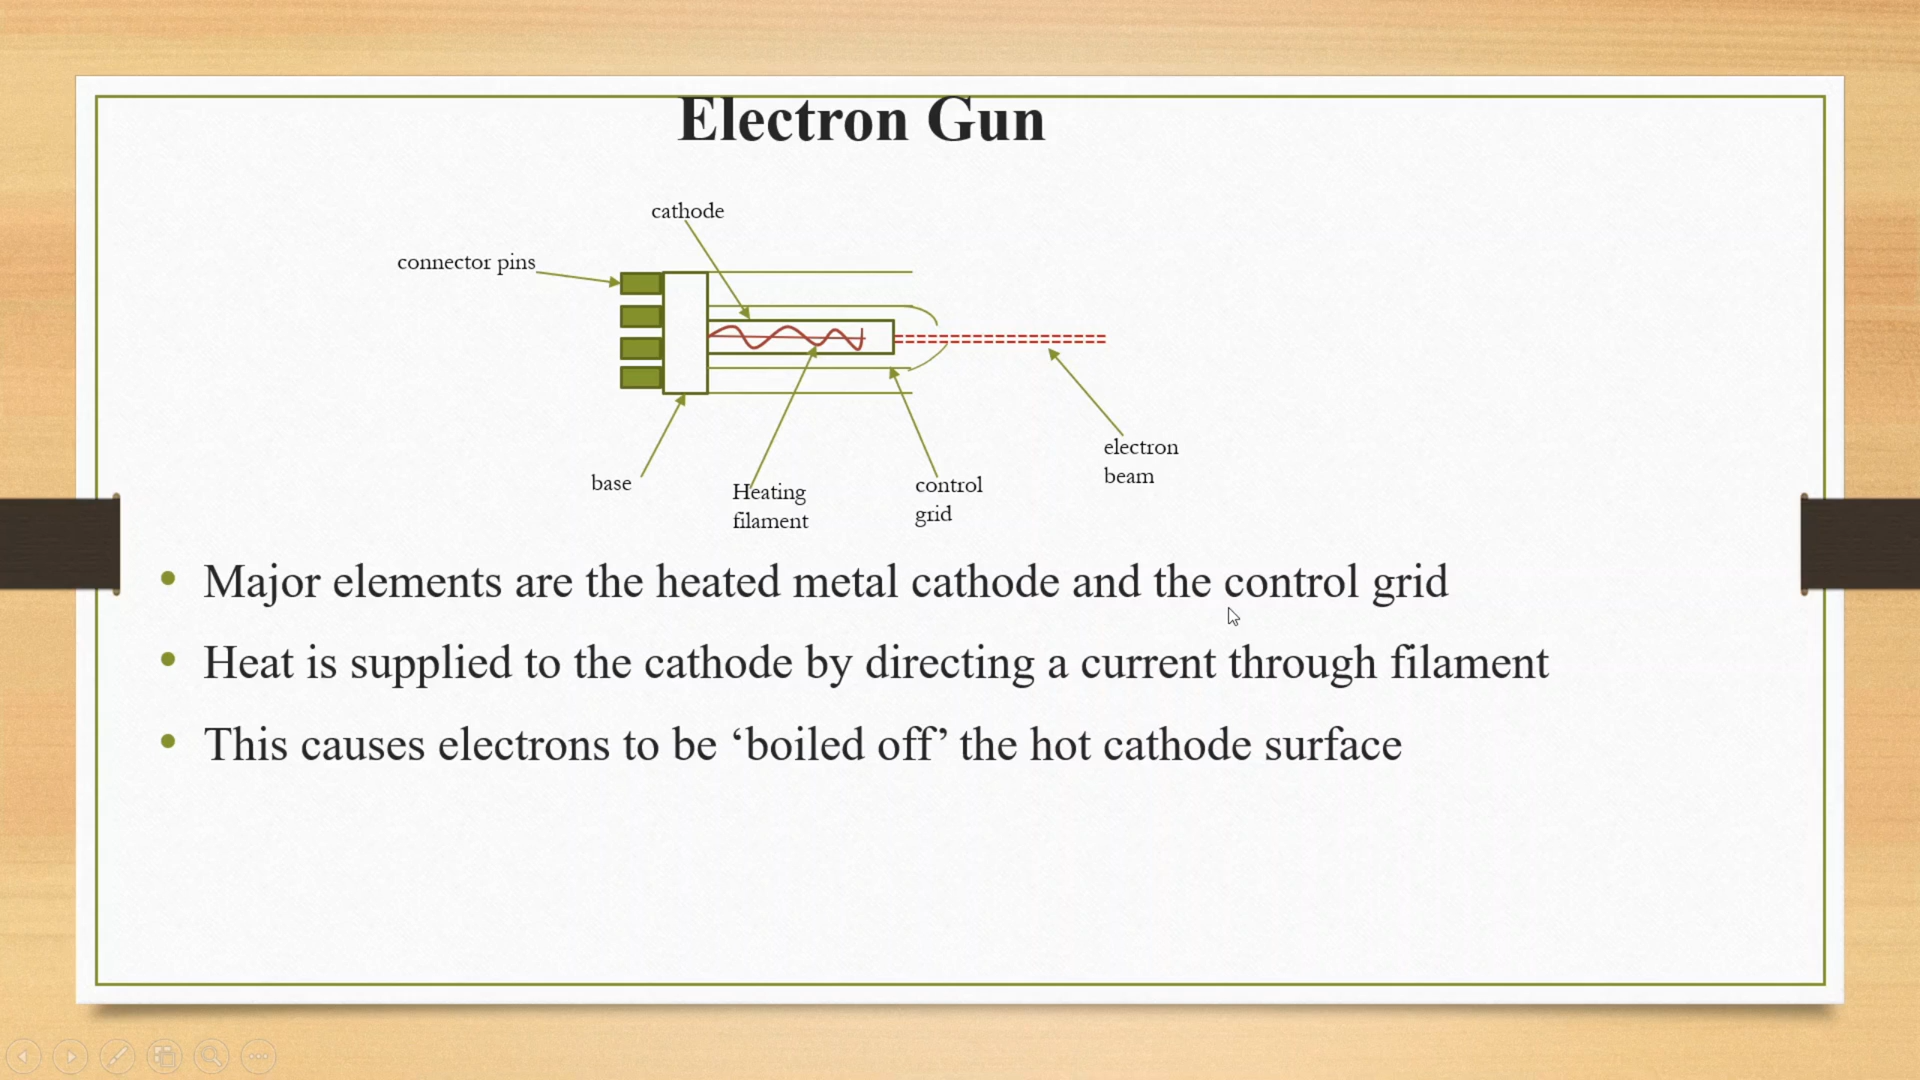 Electron Gun
cathode
connector pins
electron
beam
base
Heating
filament
control
grid
• Major elements are the heated metal cathode and the control grid
• Heat is supplied to the cathode by directing a current through filament
• This causes electrons to be ‘boiled off’ the hot cathode surface